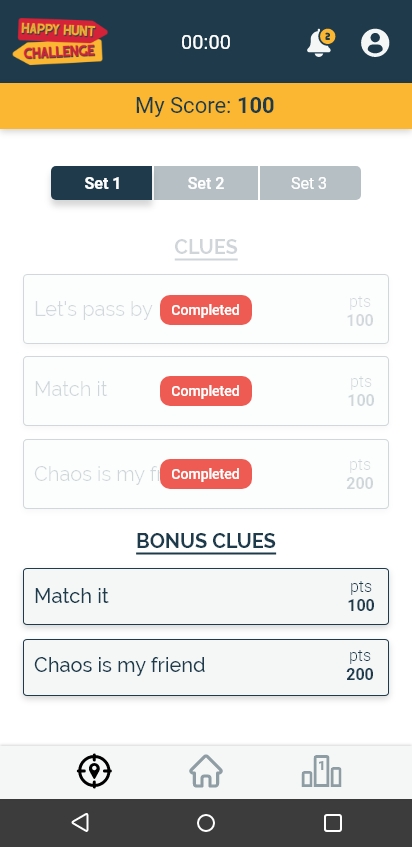 HAPPY HUNT
CHALLENGE
00:00
2
My Score: 100
Set 1
Set 2
Set 3
CLUES
Let's pass by
Completed
pts
100
Match it
Completed
pts
100
Chaos is my
Completed
pts
200
BONUS CLUES
Match it
pts
100
Chaos is my friend
pts
200
1